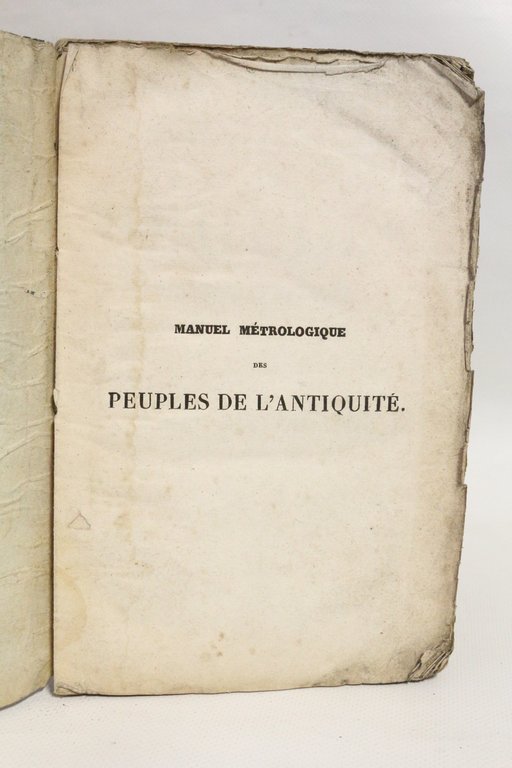 MANUEL MÉTROLOGIQUE
DES
PEUPLES DE L'ANTIQUITÉ.